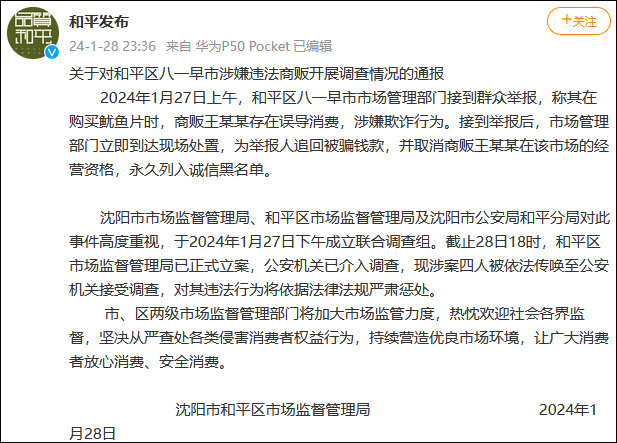 品質
和平
和平发布
24-1-28 23:36 来自 华为P50 Pocket 已编辑
☆关注
关于对和平区八一早市涉嫌违法商贩开展调查情况的通报
2024年1月27日上午，和平区八一早市市场管理部门接到群众举报，称其在
购买鱿鱼片时，商贩王某某存在误导消费，涉嫌欺诈行为。接到举报后，市场管理
部门立即到达现场处置，为举报人追回被骗钱款，并取消商贩王某某在该市场的经
营资格，永久列入诚信黑名单。
沈阳市市场监督管理局、和平区市场监督管理局及沈阳市公安局和平分局对此
事件高度重视，于2024年1月27日下午成立联合调查组。截止28日18时，和平区
市场监督管理局已正式立案，公安机关已介入调查，现涉案四人被依法传唤至公安
机关接受调查，对其违法行为将依据法律法规严肃惩处。
市、区两级市场监督管理部门将加大市场监管力度，热忱欢迎社会各界监
督，坚决从严查处各类侵害消费者权益行为，持续营造优良市场环境，让广大消费
者放心消费、安全消费。
沈阳市和平区市场监督管理局 2024年1
月28日